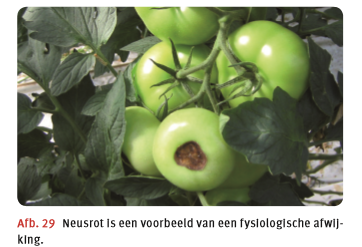 Afb. 29 Neusrot is een voorbeeld van een fysiologische afwij-
king.